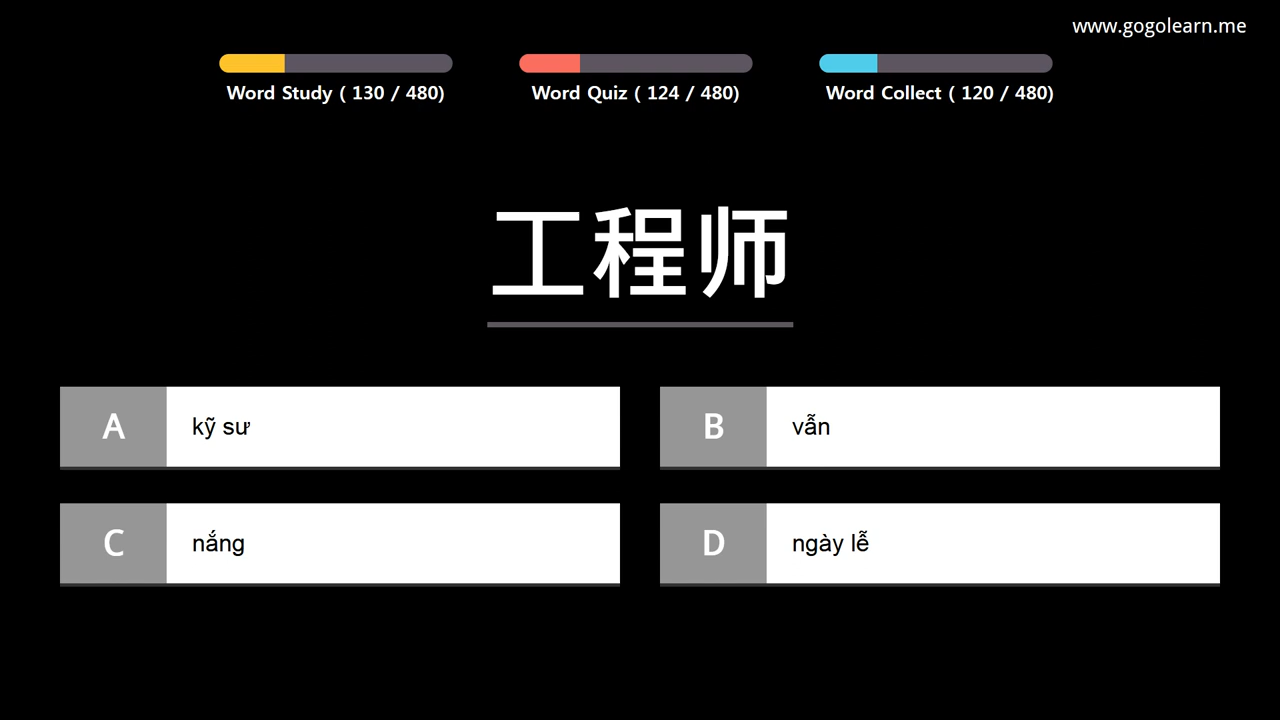 www.gogolearn.me
Word Study ( 130 / 480)
Word Quiz ( 124 / 480)
Word Collect ( 120 / 480)
工程师
A kỹ sư
B vẫn
C nắng
D ngày lễ